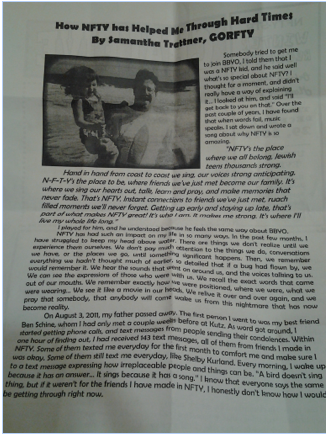 How NFTY has Helped Me Through Hard Times
By Samantha Trattner, GORFTY
Somebody tried to get me
to join BBYO, I told them that I
was a NFTY kid, and he said well
what's special about NFTY? I
thought for a moment, and didn't
really have a way of explaining
it... I looked at him, and said "I'll
get back to you on that." Over the
past couple of years, I have found
that when words fail, music
speaks. I sat down and wrote a
song about why NFTY is so
amazing.
"NFTY's the place
where we all belong, Jewish
teens thousand strong.
Hand in hand from coast to coast we sing, our voices strong anticipating.
N-F-T-Y's the place to be, where friends we've just met become our family. It's
where we sing our hearts out, talk, learn and pray, and make memories that
never fade. That's NFTY! Instant connections to friends we've just met, ruach
filled moments we'll never forget. Getting up early and staying up late, that's
part of what makes NFTY great! It's who I am. It makes me strong. It's where I'll
live my whole life long."
I played for him, and he understood because he feels the same way about BBYO.
NFTY has had such an impact on my life in so many ways. In the past few months, I
have struggled to keep my head above water. There are things we don't realize until we
experience them ourselves. We don't pay much attention to the things we do, conversations
we have, or the places we go, until something significant happens. Then, we remember
everything we hadn't thought much of earlier, so detailed that if a bug had flown by, we
would remember it. We hear the sounds that went on around us, and the voices talking to us.
We can see the expressions of those who were with us. We recall the exact words that came
out of our mouths. We remember exactly how we were positioned, where we were, what we
were wearing... We see it like a movie in our heads. We relive it over and over again, and we
pray that somebody, that anybody will come wake us from this nightmare that has now
become reality.
On August 3, 2011, my father passed away. The first person I went to was my best friend
Ben Schine, whom I had only met a couple weeks before at Kutz. As word got around, I
started getting phone calls, and text messages from people sending their condolences. Within
one hour of finding out, I had received 143 text messages, all of them from friends I made in
NFTY. Some of them texted me everyday for the first month to comfort me and make sure I
was okay. Some of them still text me everyday, like Shelby Kurland. Every morning, I wake up
to a text message expressing how irreplaceable people and things can be. "A bird doesn't sing
because it has an answer... It sings because it has a song." I know that everyone says the same
thing, but if it weren't for the friends I have made in NFTY, I honestly don't know how I would
be getting through right now.